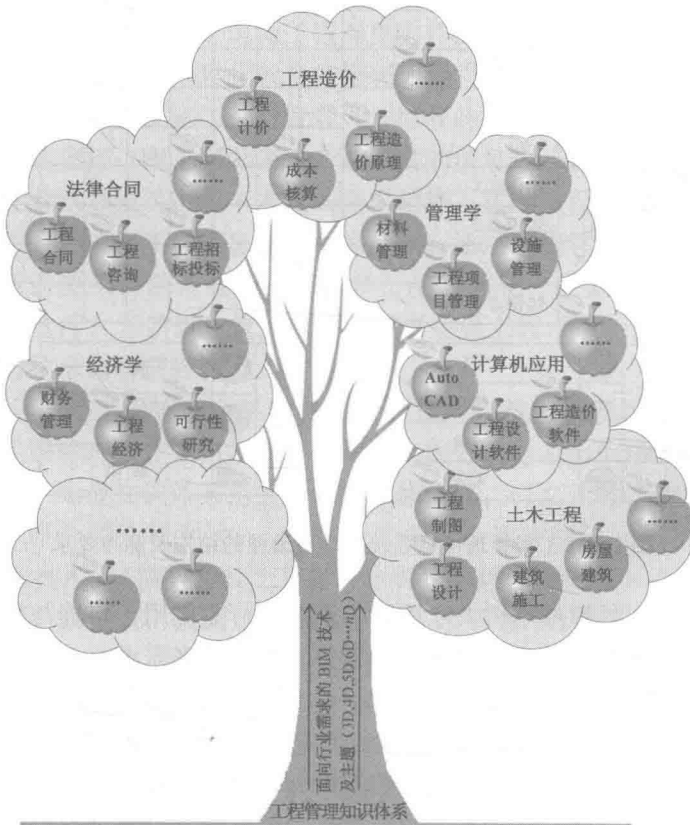 工程造价
……
工程
计价
成本
核算
工程造
价原理
法律合同
……
工程
合同
工程
咨询
工程招
标投标
管理学
……
材料
管理
工程项
目管理
设施
管理
经济学
……
财务
管理
工程
经济
可行性
研究
计算机应用
……
Auto
CAD
工程设
计软件
工程造价
软件
……
……
……
土木工程
……
工程
制图
工程
设计
建筑
施工
房屋
建筑
面向行业需求的 BIM 技术
及主题（3D,4D,5D,6D…nD）
工程管理知识体系